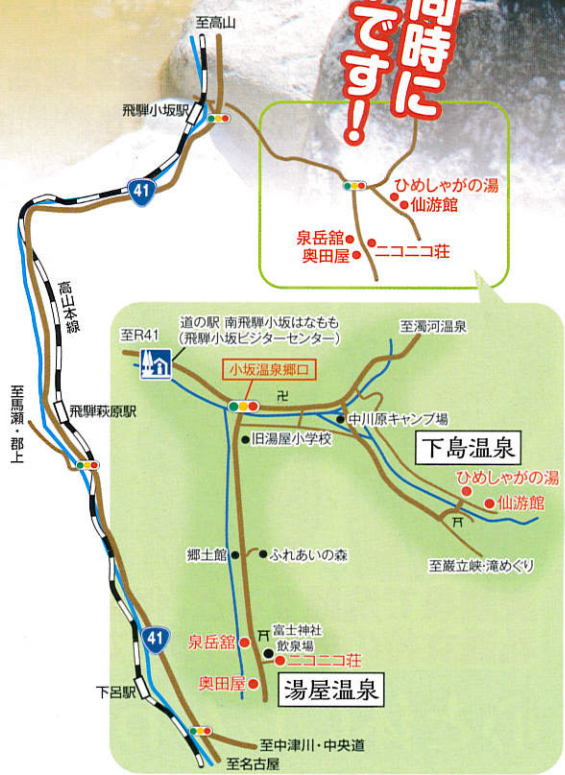 同時に
です!
至高山
飛騨小坂駅
41
ひめしゃがの湯
仙游館
泉岳舘
奥田屋
ニコニコ荘
高山本線
至R41
道の駅 南飛騨小坂はなもも
(飛騨小坂ビジターセンター)
至濁河温泉
小坂温泉郷口
卍
中川原キャンプ場
旧湯屋小学校
下島温泉
ひめしゃがの湯
仙游館
至馬瀬・郡上
飛騨萩原駅
郷土館
ふれあいの森
至巌立峡・滝めぐり
41
泉岳舘
富士神社
飲泉場
ニコニコ荘
奥田屋
湯屋温泉
下呂駅
至中津川・中央道
至名古屋